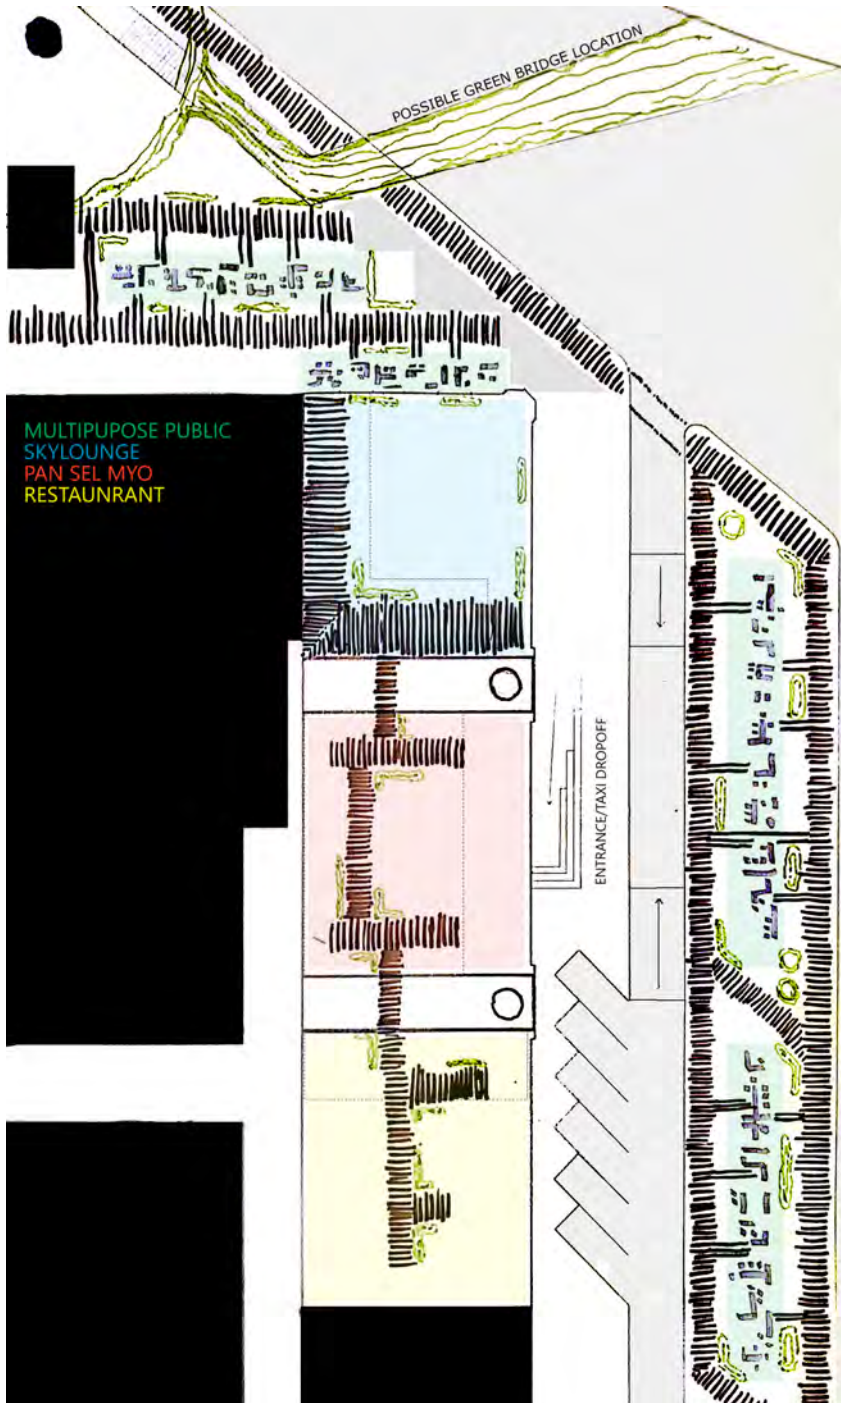 POSSIBLE GREEN BRIDGE LOCATION
MULTIPUPOSE PUBLIC
SKYLOUNGE
PAN SEL MYO
RESTAUNRANT
ENTRANCE/TAXI DROPOFF